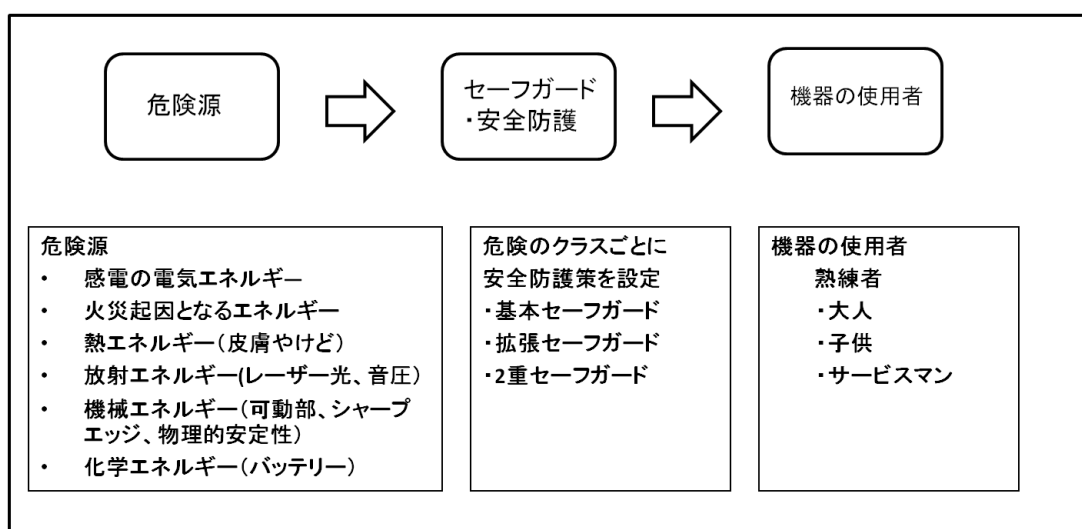 危険源
セーフガード
・安全防護
機器の使用者
危険源
• 感電の電気エネルギ―
• 火災起因となるエネルギー
• 熱エネルギー（皮膚やけど）
• 放射エネルギー(レーザー光、音圧）
• 機械エネルギー（可動部、シャープ
エッジ、物理的安定性）
• 化学エネルギー（バッテリー）
危険のクラスごとに
安全防護策を設定
・基本セーフガード
・拡張セーフガード
・2重セーフガード
機器の使用者
熟練者
・大人
・子供
・サービスマン